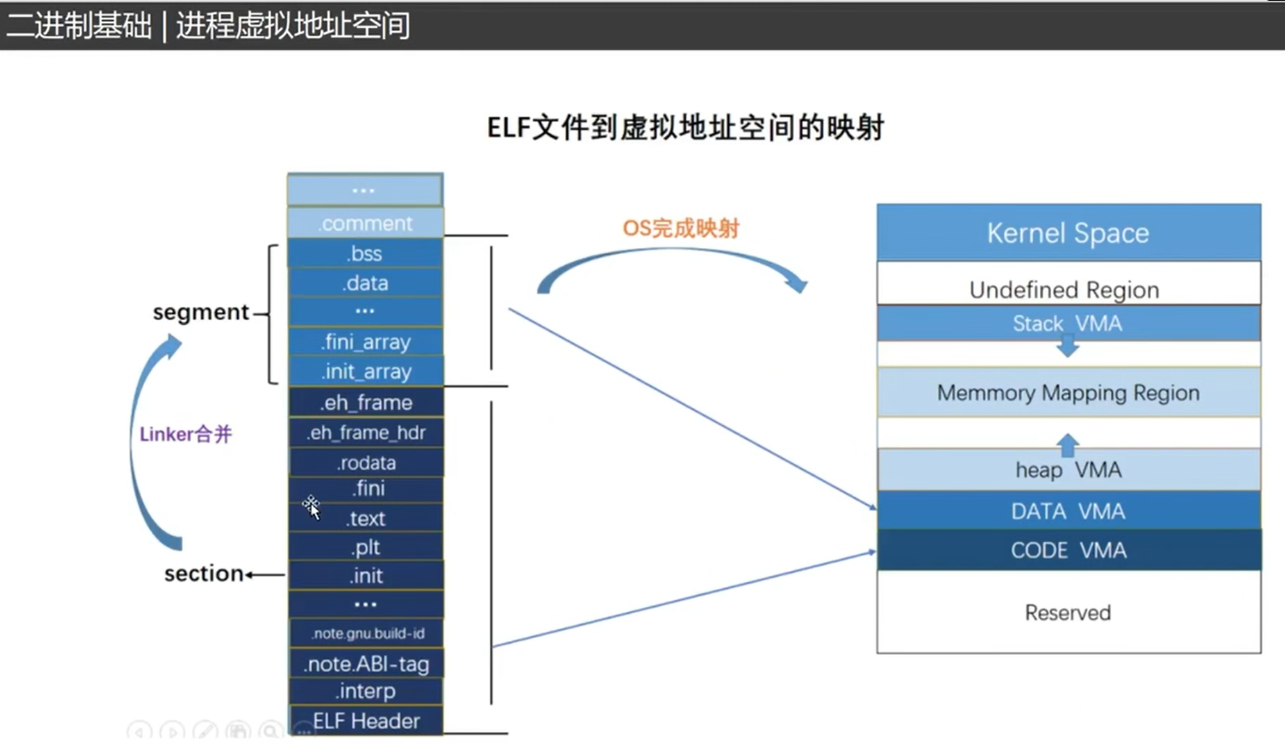 二进制基础 | 进程虚拟地址空间
ELF文件到虚拟地址空间的映射
...
.comment
.bss
.data
...
.fini_array
.init_array
.eh_frame
.eh_frame_hdr
.rodata
.fini
.text
.plt
.init
...
.note.gnu.build-id
.note.ABI-tag
.interp
ELF Header
segment
Linker合并
section
OS完成映射
Kernel Space
Undefined Region
Stack VMA
Memmory Mapping Region
heap VMA
DATA VMA
CODE VMA
Reserved